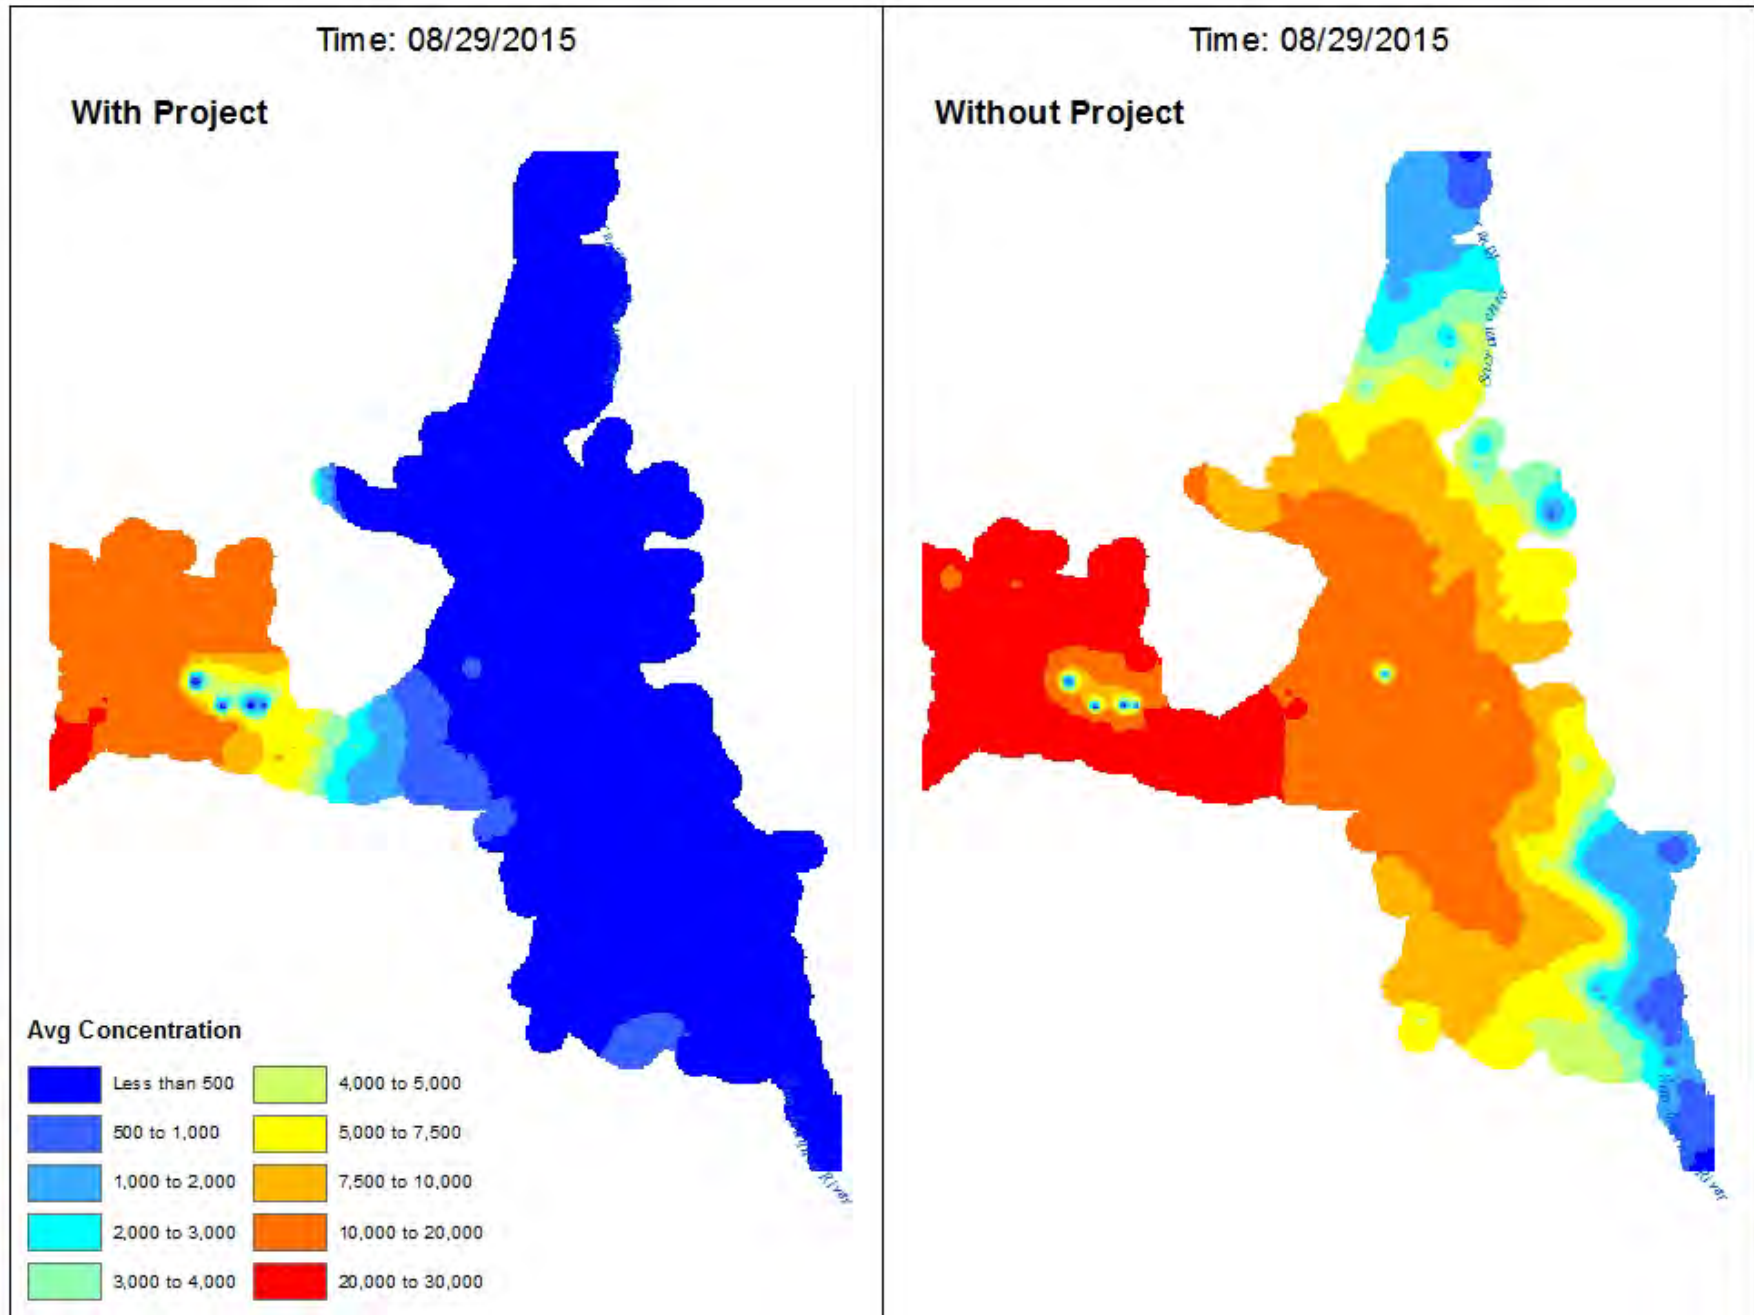 Time: 08/29/2015
With Project
Avg Concentration
Less than 500
500 to 1,000
1,000 to 2,000
2,000 to 3,000
3,000 to 4,000
4,000 to 5,000
5,000 to 7,500
7,500 to 10,000
10,000 to 20,000
20,000 to 30,000
River
Time: 08/29/2015
Without Project
Sacramento
River